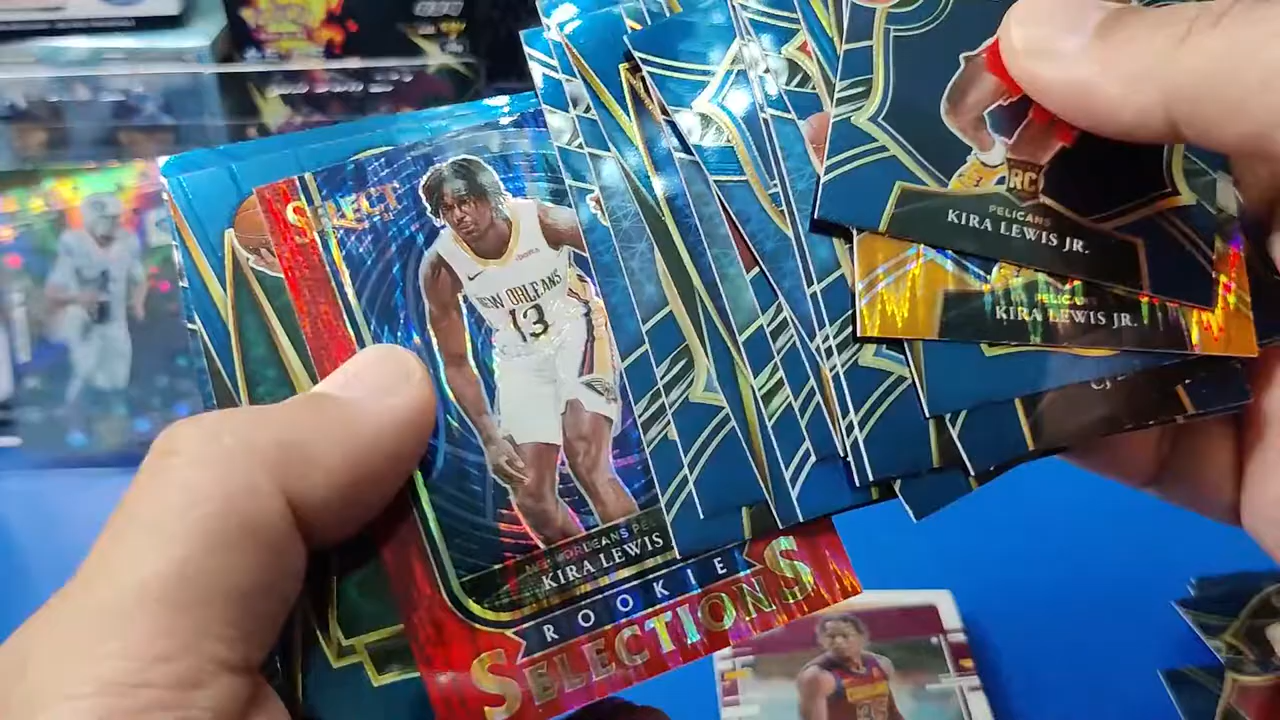 SELECT
NEW ORLEANS
13
NEW ORLEANS PE
KIRA LEWIS
ROOKIE
SELECTIONS
RC
PELICANS
KIRA LEWIS JR.
PELICANS
KIRA LEWIS JR.